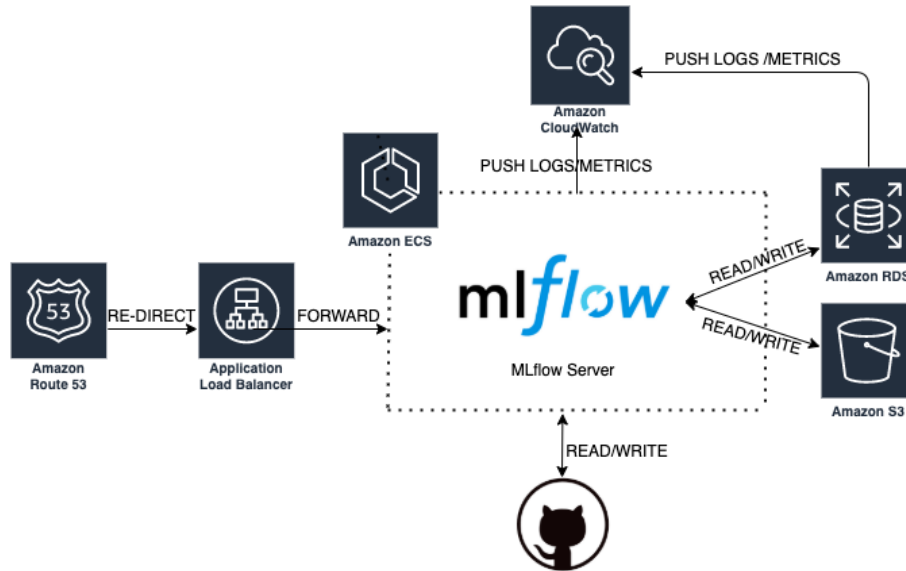 PUSH LOGS /METRICS
Amazon
CloudWatch
PUSH LOGS/METRICS
Amazon ECS
READ/WRITE
Amazon RDS
53
RE-DIRECT
FORWARD
mlflow
READ/WRITE
Amazon
Route 53
Application
Load Balancer
MLflow Server
Amazon S3
READ/WRITE